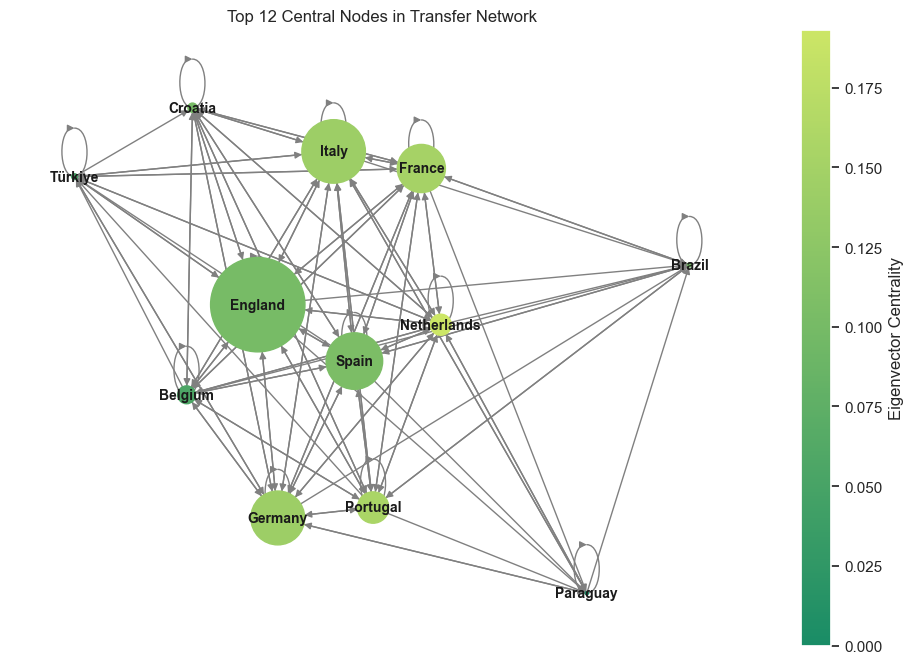 Top 12 Central Nodes in Transfer Network
Croatia
Italy
France
Türkiye
Brazil
England
Netherlands
Spain
Belgium
Portugal
Germany
Paraguay
0.175
0.150
0.125
0.100
0.075
0.050
0.025
0.000
Eigenvector Centrality